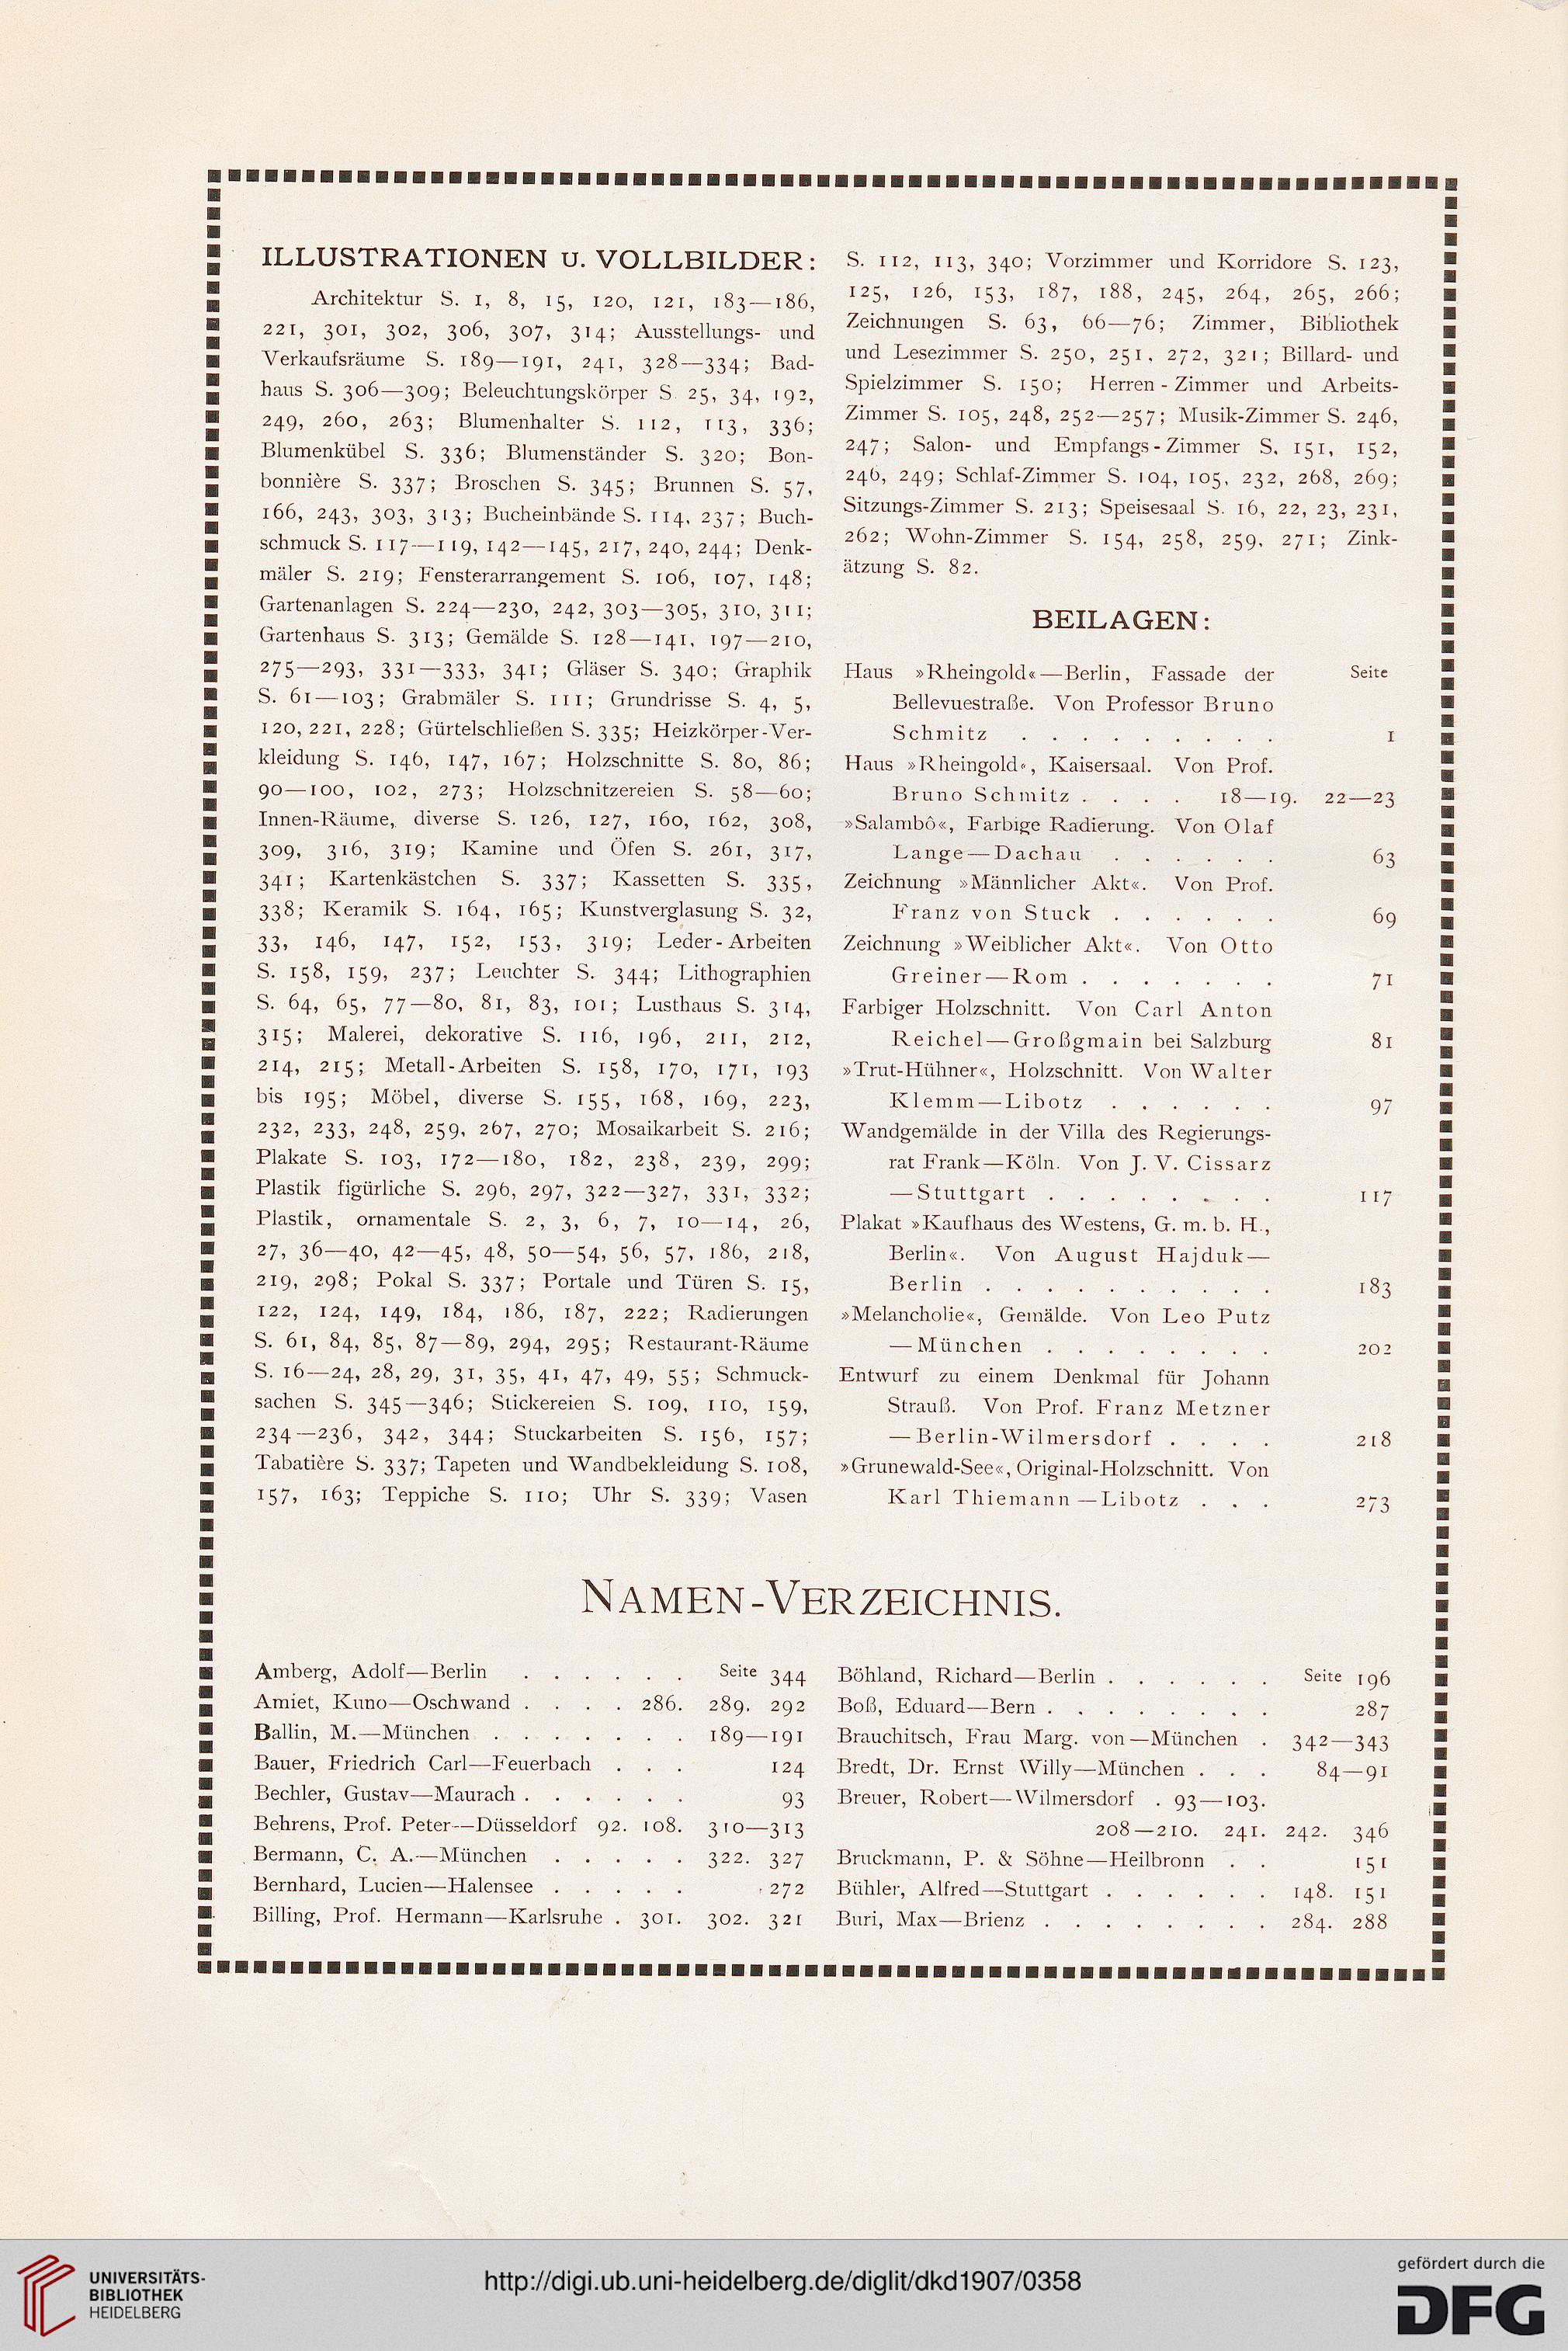 ILLUSTRATIONEN U. VOLLBILDER:
Architektur S. 1, 8, 15, 120, 121, 183—186,
221, 301, 302, 306, 307, 314; Ausstellungs- und
Verkaufsräume S. 189—191, 241, 328—334; Bad-
haus S. 306—309; Beleuchtungskörper S. 25, 34, 192,
249, 260, 263; Blumenhalter S. 112, 113, 336;
Blumenkübel S. 336; Blumenständer S. 320; Bon-
bonnière S. 337; Broschen S. 345; Brunnen S. 57,
166, 243, 303, 313; Bucheinbände S. 114, 237; Buch-
schmuck S. 117—119, 142—145, 217, 240, 244; Denk-
mäler S. 219; Fensterarrangement S. 106, 107, 148;
Gartenanlagen S. 224—230, 242, 303—305, 310, 311;
Gartenhaus S. 313; Gemälde S. 128—141, 197—210,
275—293, 331—333, 341; Gläser S. 340; Graphik
S. 61—103; Grabmäler S. 111; Grundrisse S. 4, 5,
120, 221, 228; Gürtelschließen S. 335; Heizkörper-Ver-
kleidung S. 146, 147, 167; Holzschnitte S. 80, 86;
90—100, 102, 273; Holzschnitzereien S. 58—60;
Innen-Räume, diverse S. 126, 127, 160, 162, 308,
309, 316, 319; Kamine und Öfen S. 261, 317,
341; Kartenkästchen S. 337; Kassetten S. 335,
338; Keramik S. 164, 165; Kunstverglasung S. 32,
33, 146, 147, 152, 153, 319; Leder-Arbeiten
S. 158, 159, 237; Leuchter S. 344; Lithographien
S. 64, 65, 77—80, 81, 83, 101; Lusthaus S. 314,
315; Malerei, dekorative S. 116, 196, 211, 212,
214, 215; Metall-Arbeiten S. 158, 170, 171, 193
bis 195; Möbel, diverse S. 155, 168, 169, 223,
232, 233, 248, 259, 267, 270; Mosaikarbeit S. 216;
Plakate S. 103, 172—180, 182, 238, 239, 299;
Plastik figürliche S. 296, 297, 322—327, 331, 332;
Plastik, ornamentale S. 2, 3, 6, 7, 10—14, 26,
27, 36—40, 42—45, 48, 50—54, 56, 57, 186, 218,
219, 298; Pokal S. 337; Portale und Türen S. 15,
122, 124, 149, 184, 186, 187, 222; Radierungen
S. 61, 84, 85, 87—89, 294, 295; Restaurant-Räume
S. 16—24, 28, 29, 31, 35, 41, 47, 49, 55; Schmuck-
sachen S. 345—346; Stickereien S. 109, 110, 159,
234—236, 342, 344; Stuckarbeiten S. 156, 157;
Tabatière S. 337; Tapeten und Wandbekleidung S. 108,
157, 163; Teppiche S. 110; Uhr S. 339; Vasen
S. 112, 113, 340; Vorzimmer und Korridore S. 123,
125, 126, 153, 187, 188, 245, 264, 265, 266;
Zeichnungen S. 63, 66—76; Zimmer, Bibliothek
und Lesezimmer S. 250, 251, 272, 321; Billard- und
Spielzimmer S. 150; Herren-Zimmer und Arbeits-
Zimmer S. 105, 248, 252—257; Musik-Zimmer S. 246,
247; Salon- und Empfangs-Zimmer S. 151, 152,
246, 249; Schlaf-Zimmer S. 104, 105, 232, 268, 269;
Sitzungs-Zimmer S. 213; Speisesaal S. 16, 22, 23, 231,
262; Wohn-Zimmer S. 154, 258, 259, 271; Zink-
ätzung S. 82.
BEILAGEN:
Haus »Rheingold«—Berlin, Fassade der Seite
Bellevuestraße. Von Professor Bruno
Schmitz . . . . . . . . . 1
Haus »Rheingold«, Kaisersaal. Von Prof.
Bruno Schmitz . . . . 18—19. 22—23
»Salambô«, Farbige Radierung. Von Olaf
Lange—Dachau . . . . . . 63
Zeichnung »Männlicher Akt«. Von Prof.
Franz von Stuck . . . . . . 69
Zeichnung »Weiblicher Akt«. Von Otto
Greiner—Rom . . . . . . . 71
Farbiger Holzschnitt. Von Carl Anton
Reichel—Großgmain bei Salzburg 81
»Trut-Hühner«, Holzschnitt. Von Walter
Klemm—Libotz . . . . . . 97
Wandgemälde in der Villa des Regierungs-
rat Frank—Köln. Von J. V. Cissarz
—Stuttgart . . . . . . . . 117
Plakat »Kaufhaus des Westens, G. m. b. H.,
Berlin«. Von August Hajduk—
Berlin . . . . . . . . . . 183
»Melancholie«, Gemälde. Von Leo Putz
—München . . . . . . . . 202
Entwurf zu einem Denkmal für Johann
Strauß. Von Prof. Franz Metzner
—Berlin-Wilmersdorf . . . . 218
»Grunewald-See«, Original-Holzschnitt. Von
Karl Thiemann—Libotz . . . 273
NAMEN-VERZEICHNIS.
Amberg, Adolf—Berlin . . . . . . Seite 344
Amiet, Kuno—Oschwand . . . . 286. 289. 292
Ballin, M.—München . . . . . . . 189—191
Bauer, Friedrich Carl—Feuerbach . . . 124
Bechler, Gustav—Maurach . . . . . . 93
Behrens, Prof. Peter—Düsseldorf 92. 108. 310—313
Bermann, C. A.—München . . . . . 322. 327
Bernhard, Lucien—Halensee . . . . . 272
Billing, Prof. Hermann—Karlsruhe . 301. 302. 321
Böhland, Richard—Berlin . . . . . . Seite 196
Boß, Eduard—Bern . . . . . . . . 287
Brauchitsch, Frau Marg. von—München . 342—343
Bredt, Dr. Ernst Willy—München . . . 84—91
Breuer, Robert—Wilmersdorf . 93—103.
208—210. 241. 242. 346
Bruckmann, P. & Söhne—Heilbronn . . 151
Bühler, Alfred—Stuttgart . . . . . . 148. 151
Buri, Max—Brienz . . . . . . . . 284. 288
UNIVERSITÄTS-
BIBLIOTHEK
HEIDELBERG
http://digi.ub.uni-heidelberg.de/diglit/dkd1907/0358
gefördert durch die
DFG